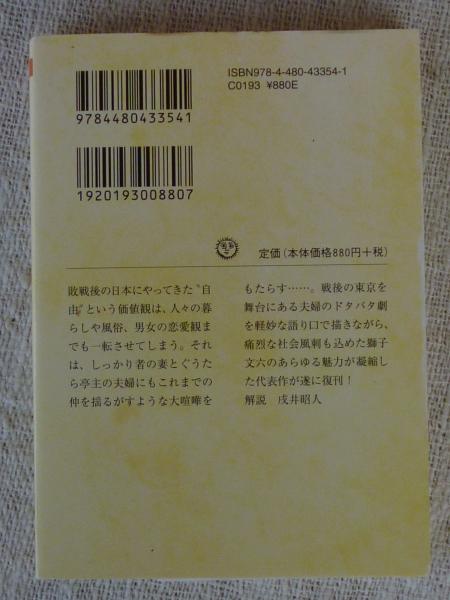 ISBN978-4-480-43354-1
C0193 ¥880E
9784480433541
1920193008807
定価(本体価格880円+税)
敗戦後の日本にやってきた〝自
由〟という価値観は、人々の暮
らしや風俗、男女の恋愛観ま
でも一転させてしまう。それ
は、しっかり者の妻とぐうた
ら亭主の夫婦にもこれまでの
仲を揺るがすような大喧嘩を
もたらす……。戦後の東京を
舞台にある夫婦のドタバタ劇
を軽妙な語り口で描きながら、
痛烈な社会風刺も込めた獅子
文六のあらゆる魅力が凝縮し
た代表作が遂に復刊!
解説 戌井昭人